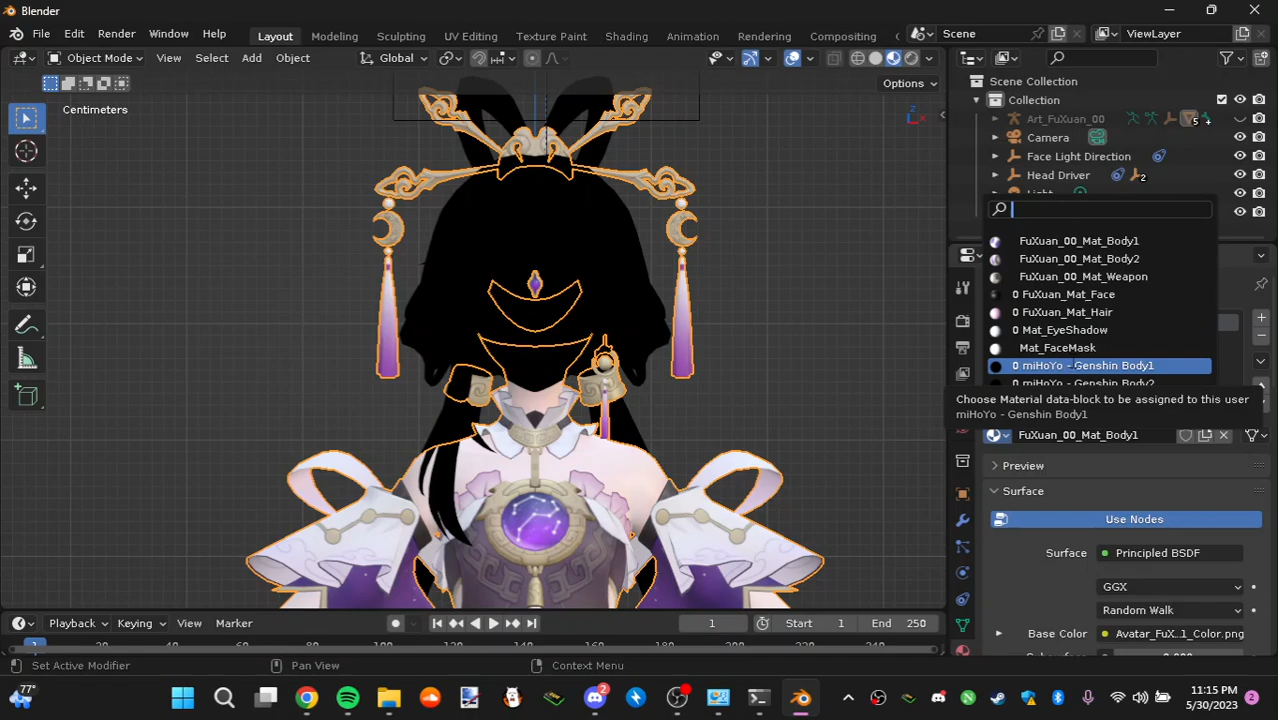 Blender
File Edit Render Window Help
Layout Modeling Sculpting UV Editing Texture Paint Shading Animation Rendering Compositing
Scene
ViewLayer
Object Mode View Select Add Object
Global
Options
Centimeters
Z
X
Scene Collection
Collection
Art_FuXuan_00
5
Camera
Face Light Direction
Head Driver
2
FuXuan_00_Mat_Body1
FuXuan_00_Mat_Body2
FuXuan_00_Mat_Weapon
0 FuXuan_Mat_Face
0 FuXuan_Mat_Hair
0 Mat_EyeShadow
Mat_FaceMask
0 miHoYo - Genshin Body1
0 miHoYo - Genshin Body2
Choose Material data-block to be assigned to this user
miHoYo - Genshin Body1
FuXuan_00_Mat_Body1
Preview
Surface
Use Nodes
Surface
Principled BSDF
GGX
Random Walk
Base Color
Avatar_FuX...1_Color.png
Playback Keying View Marker
1
Start 1
End 250
Set Active Modifier
Pan View
Context Menu
77°
2
11:15 PM
5/30/2023
2